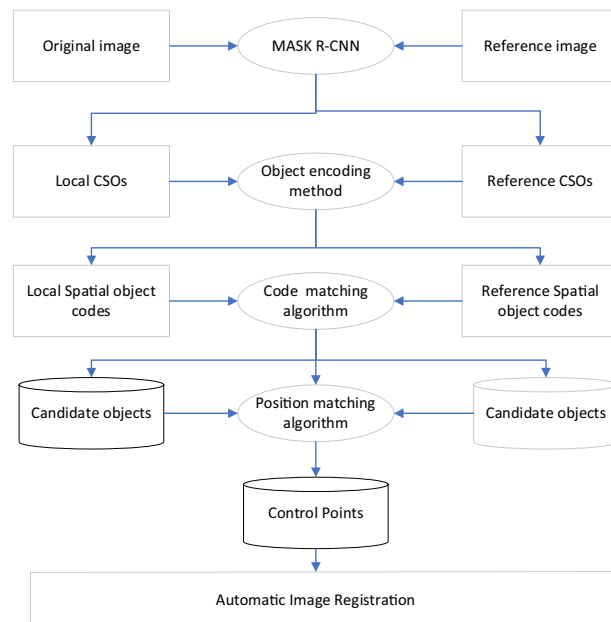 Original image
MASK R-CNN
Reference image
Local CSOs
Object encoding
method
Reference CSOs
Local Spatial object
codes
Code matching
algorithm
Reference Spatial
object codes
Candidate objects
Position matching
algorithm
Candidate objects
Control Points
Automatic Image Registration